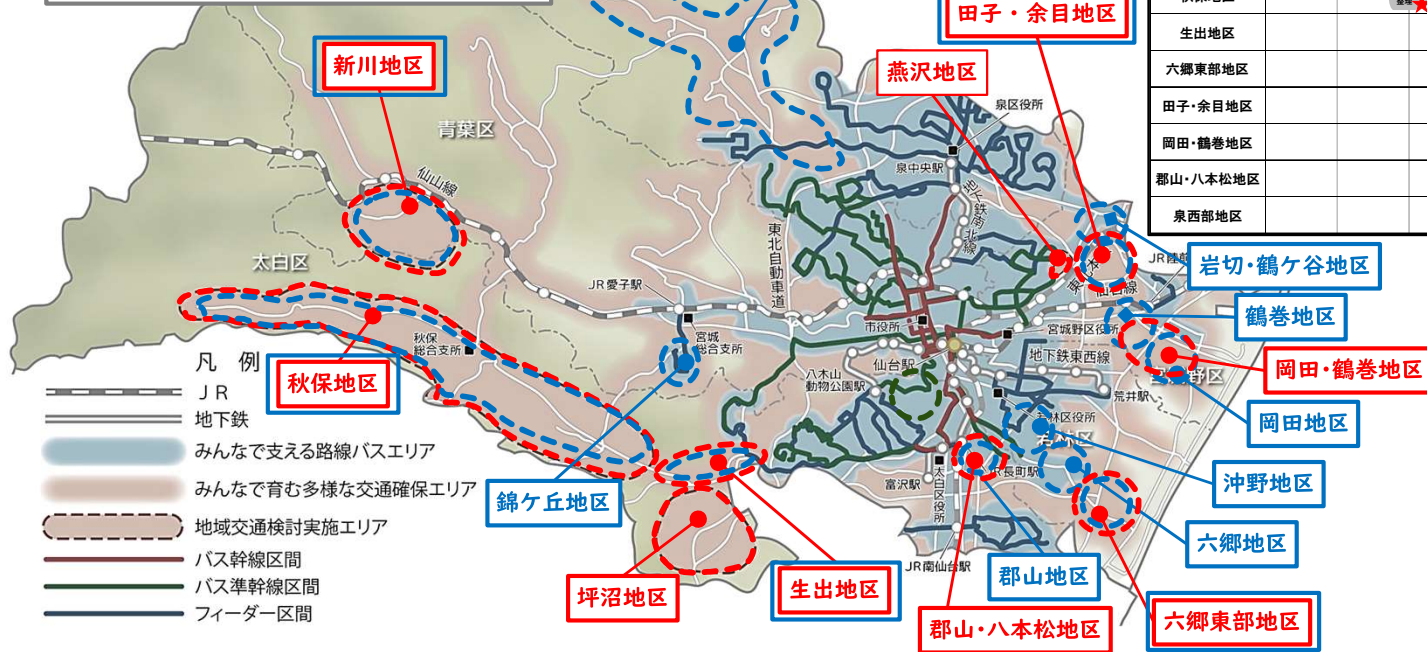 田子・余目地区
整理
生出地区
六郷東部地区
田子・余目地区
岡田・鶴巻地区
郡山・八本松地区
泉西部地区
新川地区
燕沢地区
泉区役所
青葉区
泉中央駅
仙山線
地下鉄南北線
東北自動車道
太白区
岩切・鶴ケ谷地区
JR愛子駅
仙石線
鶴巻地区
市役所
宮城野区役所
宮城
総合支所
秋保
総合支所
地下鉄東西線
仙台駅
八木山
動物公園駅
岡田・鶴巻地区
荒井駅
秋保地区
岡田地区
凡 例
JR
地下鉄
みんなで支える路線バスエリア
みんなで育む多様な交通確保エリア
地域交通検討実施エリア
バス幹線区間
バス準幹線区間
フィーダー区間
錦ケ丘地区
富沢駅
太白区役所
JR長町駅
沖野地区
六郷地区
JR南仙台駅
郡山地区
坪沼地区
生出地区
郡山・八本松地区
六郷東部地区